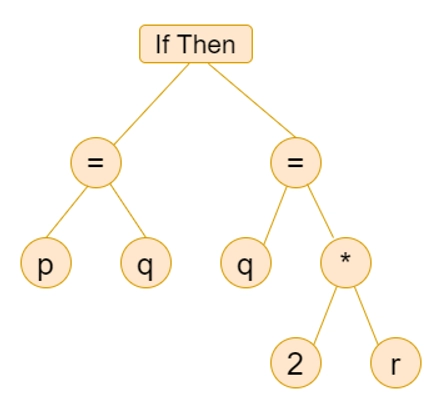 If Then
= =
p q q *
2 r